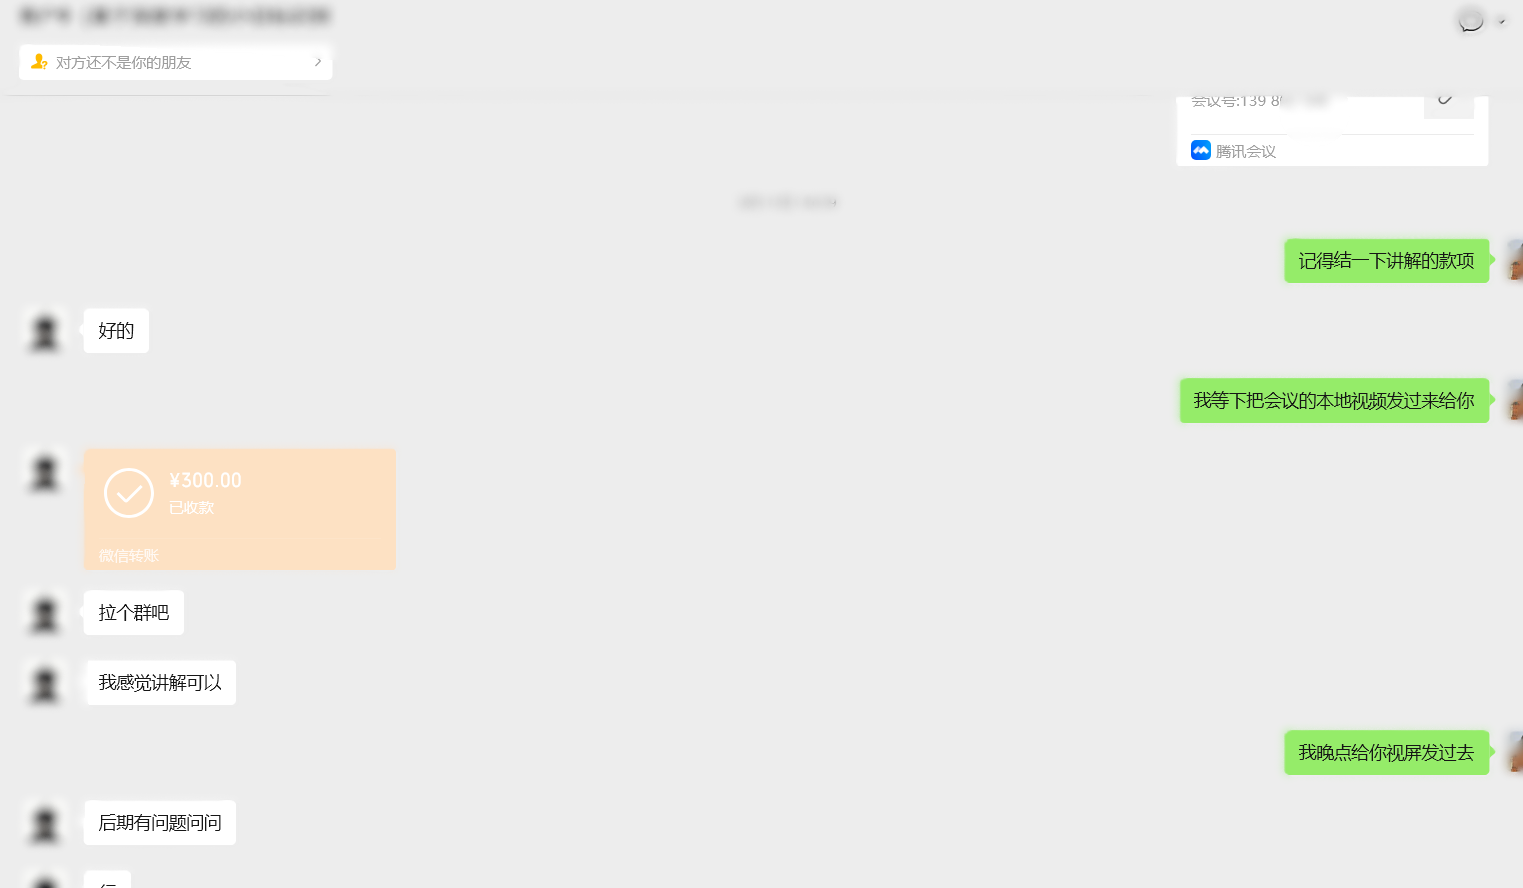 对方还不是你的朋友
会议号:139 8
腾讯会议
记得结一下讲解的款项
好的
我等下把会议的本地视频发过来给你
¥300.00
已收款
微信转账
拉个群吧
我感觉讲解可以
我晚点给你视屏发过去
后期有问题问问